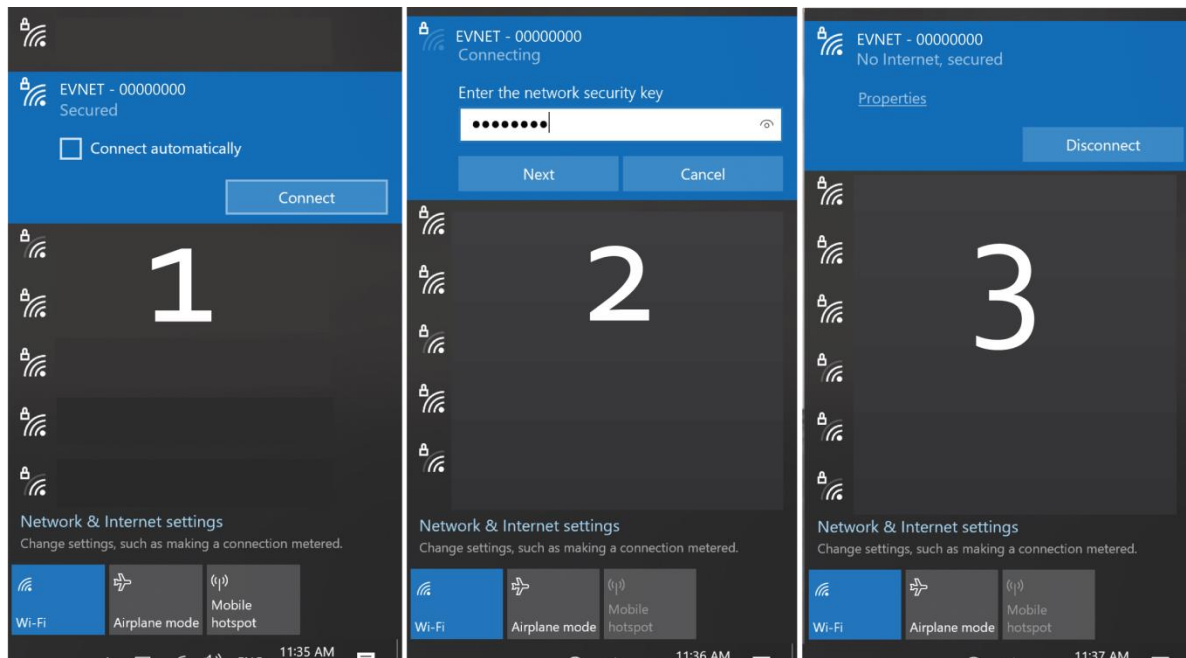 EVNET - 00000000
Secured
Connect automatically
Connect
1
Network & Internet settings
Change settings, such as making a connection metered.
Wi-Fi
Airplane mode
Mobile
hotspot
11:35 AM
EVNET - 00000000
Connecting
Enter the network security key
Next
Cancel
2
Network & Internet settings
Change settings, such as making a connection metered.
Wi-Fi
Airplane mode
Mobile
hotspot
11:36 AM
EVNET - 00000000
No Internet, secured
Properties
Disconnect
3
Network & Internet settings
Change settings, such as making a connection metered.
Wi-Fi
Airplane mode
Mobile
hotspot
11:37 AM